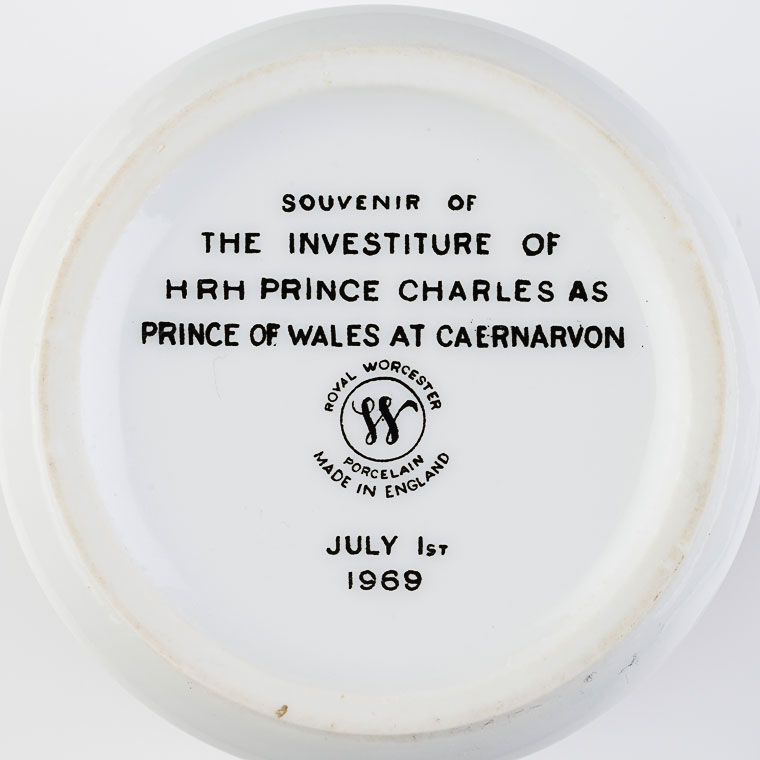 SOUVENIR OF
THE INVESTITURE OF
HRH PRINCE CHARLES AS
PRINCE OF WALES AT CAERNARVON
ROYAL WORCESTER
W
PORCELAIN
MADE IN ENGLAND
JULY 1ST
1969